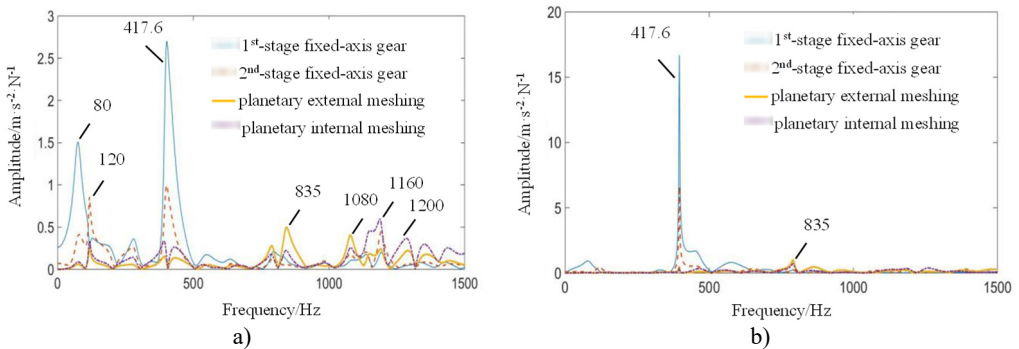 3
2.5
2
1.5
1
0.5
0
0
500
1000
1500
Amplitude/m·s⁻²·N⁻¹
Frequency/Hz
417.6
80
120
835
1080
1160
1200
1ˢᵗ-stage fixed-axis gear
2ⁿᵈ-stage fixed-axis gear
planetary external meshing
planetary internal meshing
a)
20
15
10
5
0
0
500
1000
1500
Amplitude/m·s⁻²·N⁻¹
Frequency/Hz
417.6
835
1ˢᵗ-stage fixed-axis gear
2ⁿᵈ-stage fixed-axis gear
planetary external meshing
planetary internal meshing
b)